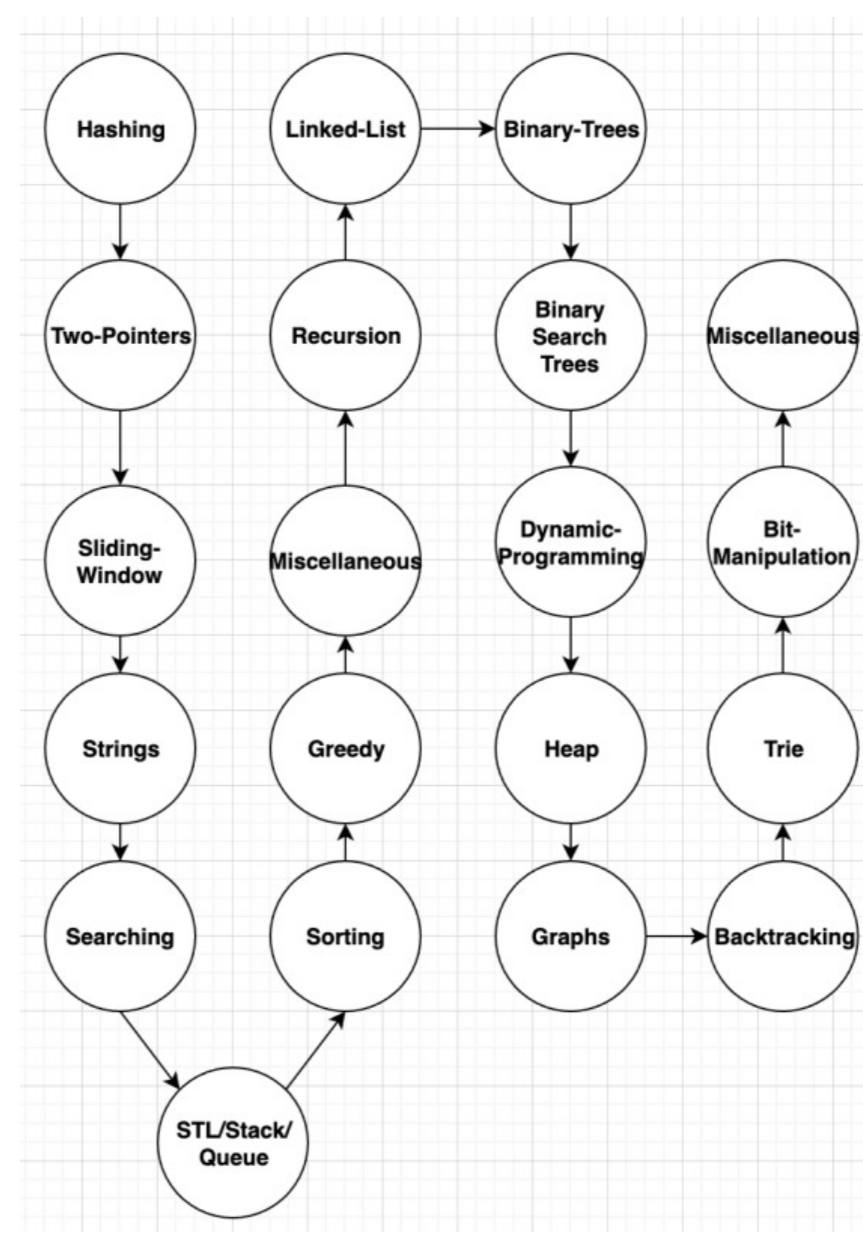 Hashing
Two-Pointers
Sliding-
Window
Strings
Searching
STL/Stack/
Queue
Sorting
Greedy
Miscellaneous
Recursion
Linked-List
Binary-Trees
Binary
Search
Trees
Dynamic-
Programming
Heap
Graphs
Backtracking
Trie
Bit-
Manipulation
Miscellaneous